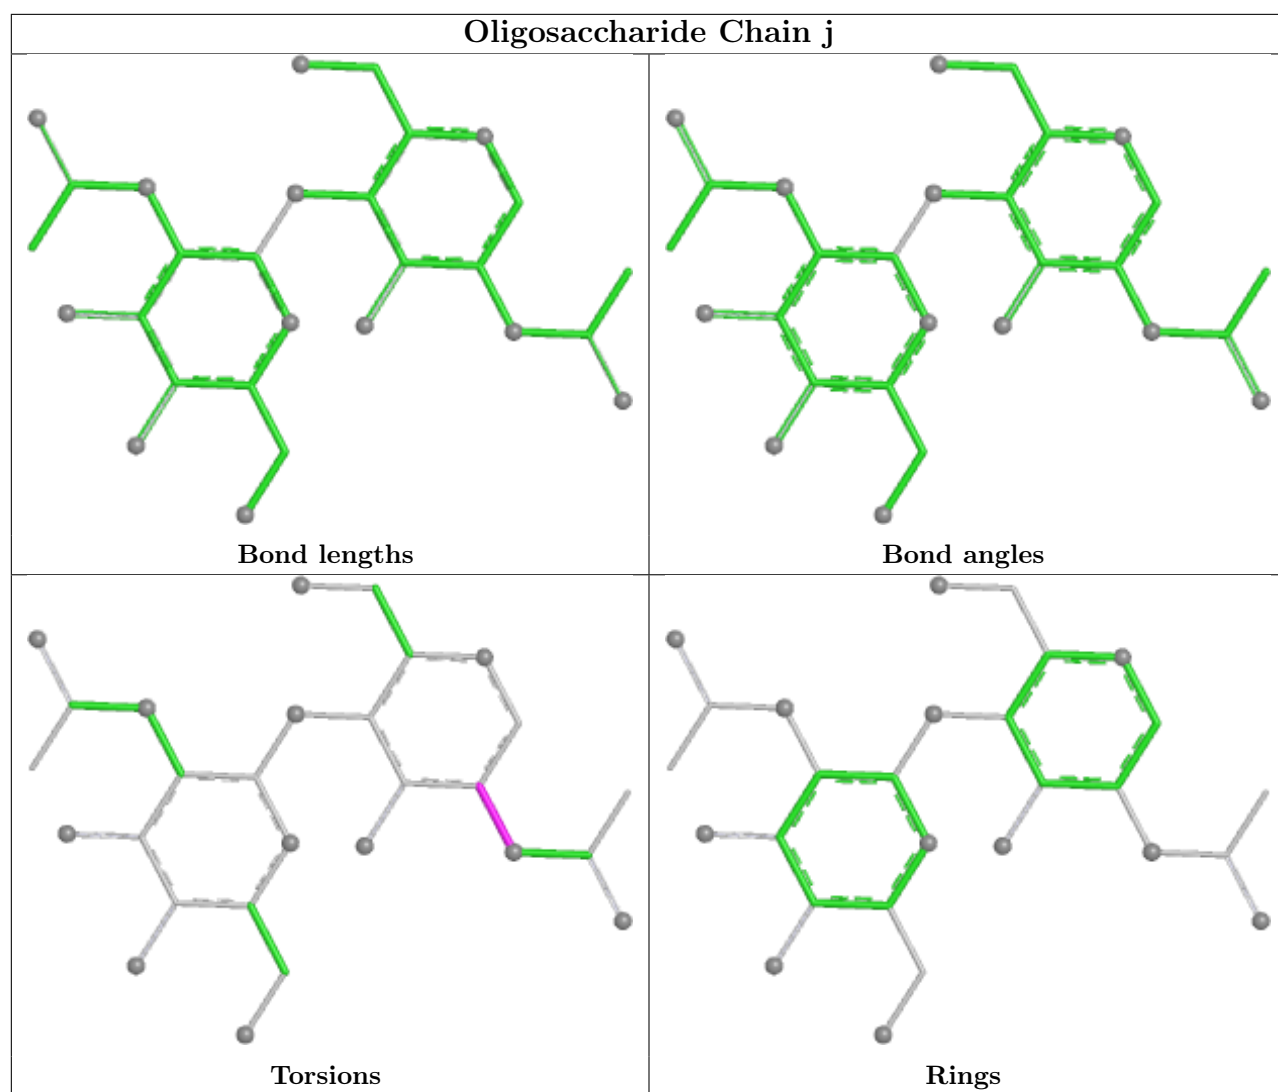 Oligosaccharide Chain j
Bond lengths
Bond angles
Torsions
Rings